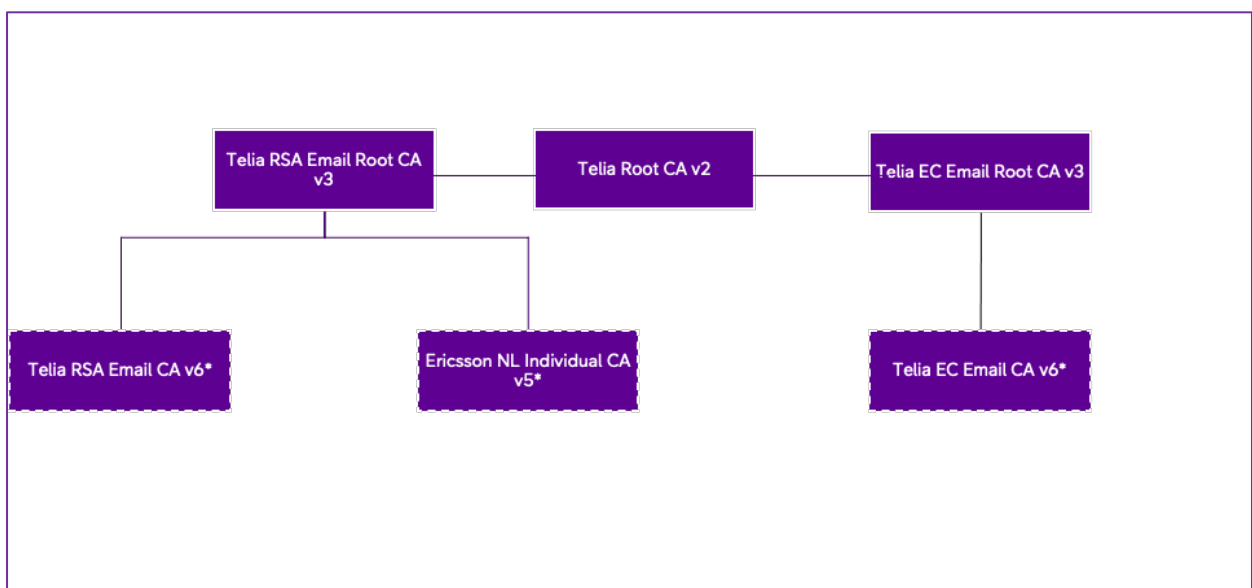 Telia RSA Email Root CA
v3
Telia Root CA v2
Telia EC Email Root CA v3
Telia RSA Email CA v6*
Ericsson NL Individual CA
v5*
Telia EC Email CA v6*